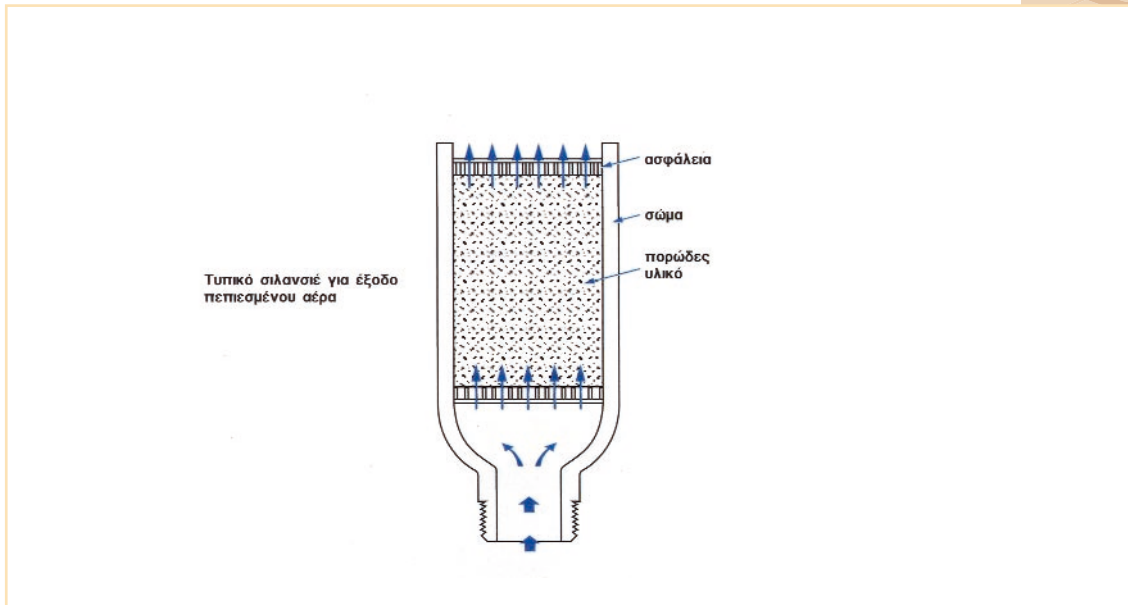 ασφάλεια
σώμα
πορώδες
υλικό
Τυπικό σιλανσιέ για έξοδο
πεπιεσμένου αέρα